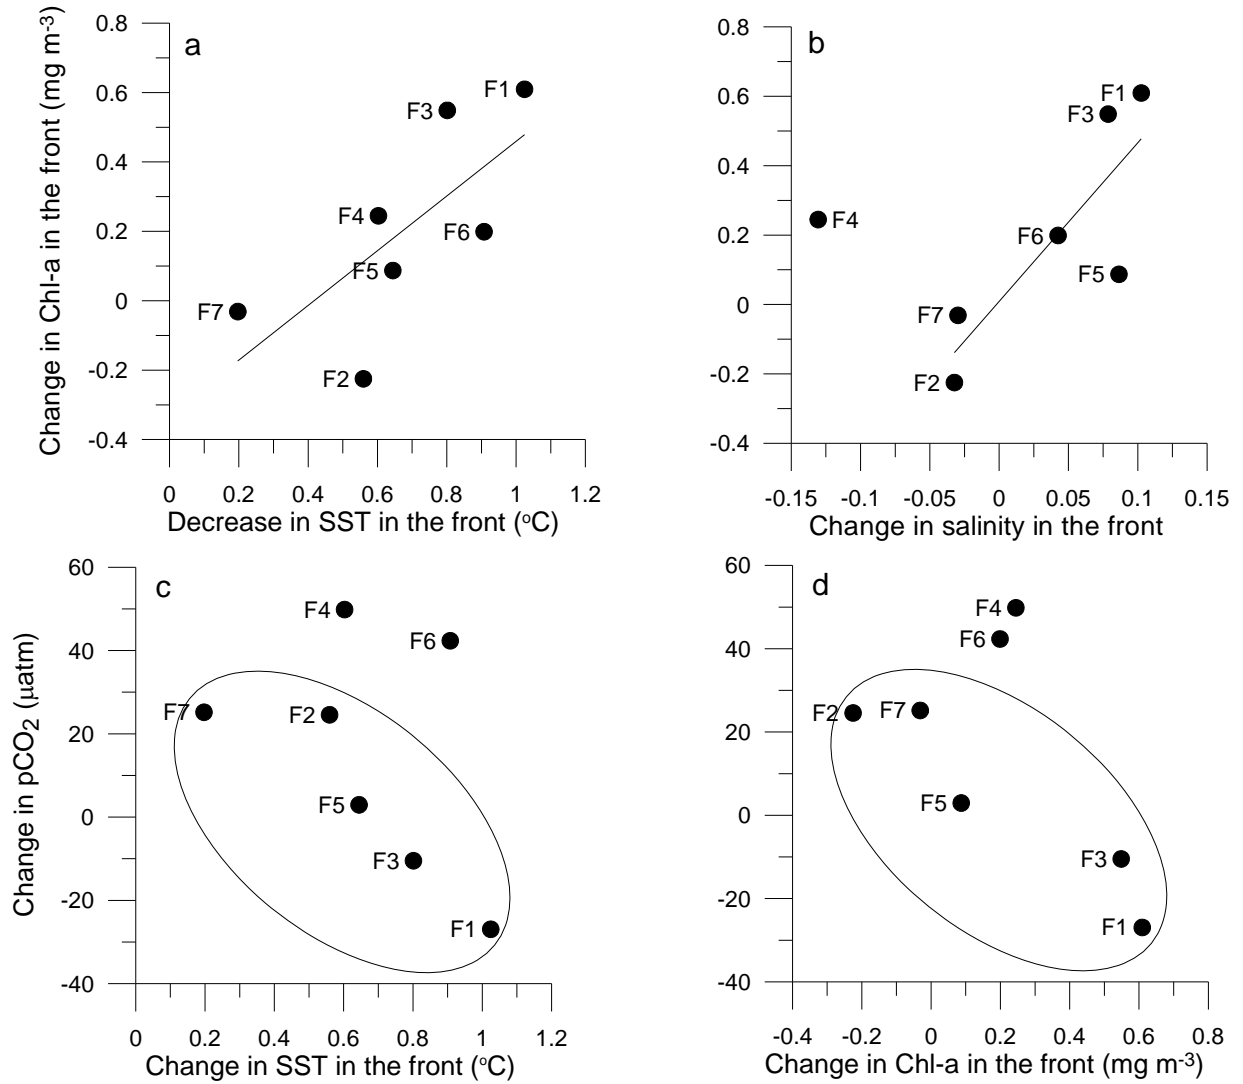 Change in Chl-a in the front (mg m-3)
0.8
0.6
0.4
0.2
0
-0.2
-0.4
a
F1
F3
F4
F6
F5
F7
F2
0 0.2 0.4 0.6 0.8 1 1.2
Decrease in SST in the front (oC)
0.8
0.6
0.4
0.2
0
-0.2
-0.4
b
F1
F3
F4
F6
F5
F7
F2
-0.15 -0.1 -0.05 0 0.05 0.1 0.15
Change in salinity in the front
Change in pCO2 (µatm)
60
40
20
0
-20
-40
c
F4
F6
F7
F2
F5
F3
F1
0 0.2 0.4 0.6 0.8 1 1.2
Change in SST in the front (oC)
60
40
20
0
-20
-40
d
F4
F6
F2
F7
F5
F3
F1
-0.4 -0.2 0 0.2 0.4 0.6 0.8
Change in Chl-a in the front (mg m-3)